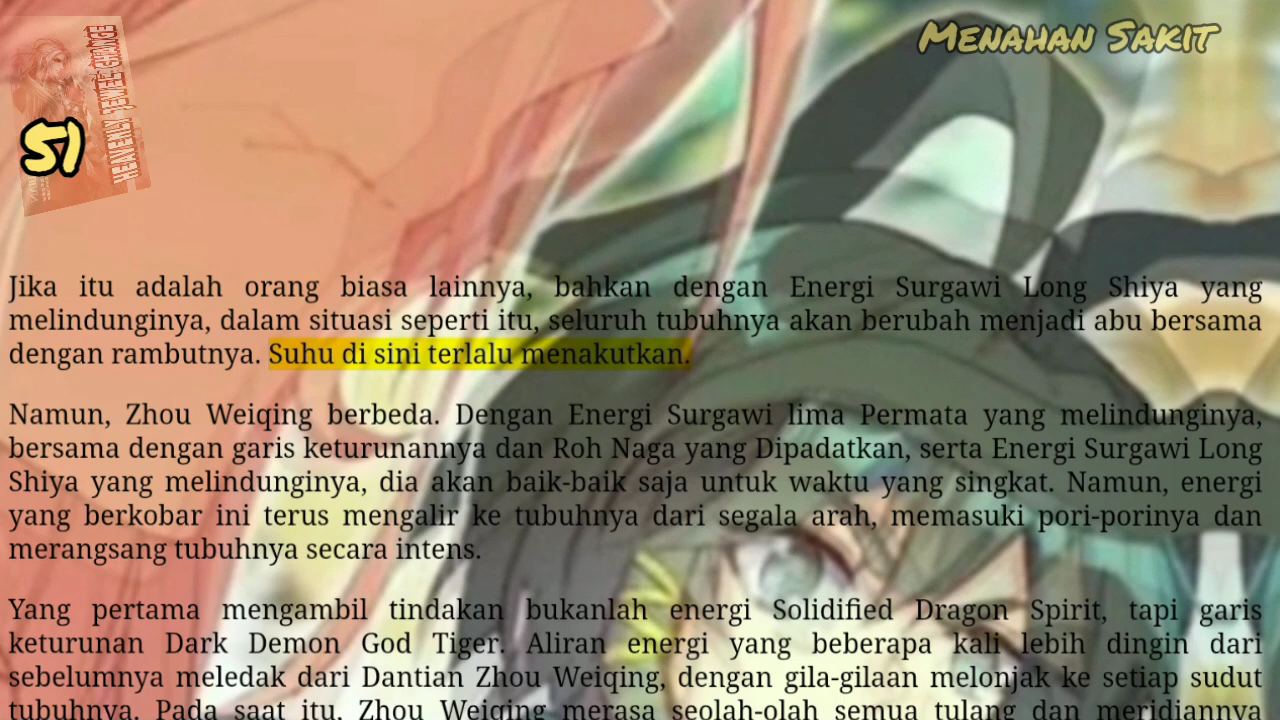 Menahan Sakit
HEAVENLY JEWEL CHANGE
51
Jika itu adalah orang biasa lainnya, bahkan dengan Energi Surgawi Long Shiya yang
melindunginya, dalam situasi seperti itu, seluruh tubuhnya akan berubah menjadi abu bersama
dengan rambutnya. Suhu di sini terlalu menakutkan.
Namun, Zhou Weiqing berbeda. Dengan Energi Surgawi lima Permata yang melindunginya,
bersama dengan garis keturunannya dan Roh Naga yang Dipadatkan, serta Energi Surgawi Long
Shiya yang melindunginya, dia akan baik-baik saja untuk waktu yang singkat. Namun, energi
yang berkobar ini terus mengalir ke tubuhnya dari segala arah, memasuki pori-porinya dan
merangsang tubuhnya secara intens.
Yang pertama mengambil tindakan bukanlah energi Solidified Dragon Spirit, tapi garis
keturunan Dark Demon God Tiger. Aliran energi yang beberapa kali lebih dingin dari
sebelumnya meledak dari Dantian Zhou Weiqing, dengan gila-gilaan melonjak ke setiap sudut
tubuhnya. Pada saat itu, Zhou Weiqing merasa seolah-olah semua tulang dan meridiannya